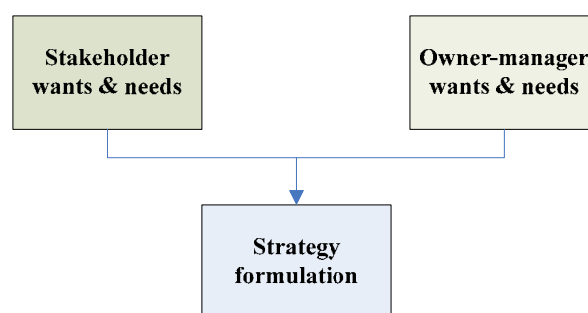 Stakeholder
wants & needs
Owner-manager
wants & needs
Strategy
formulation